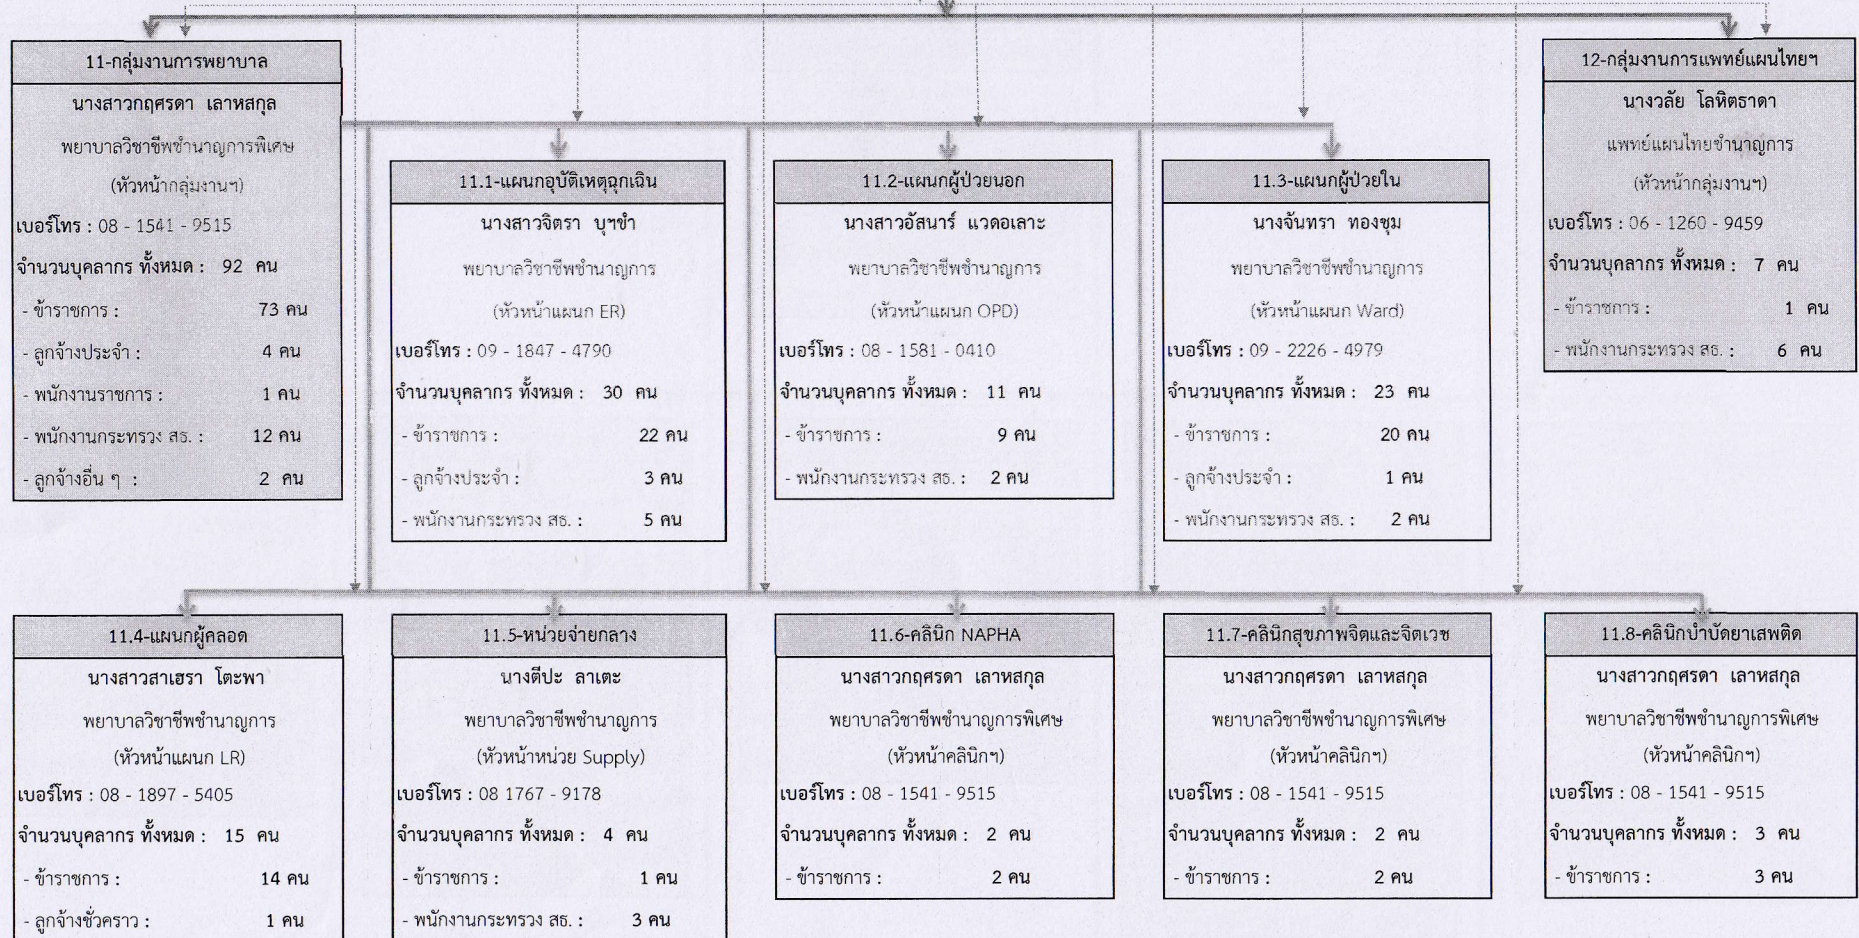 11-กลุ่มงานการพยาบาล
นางสาวกฤศรดา เลาหสกุล
พยาบาลวิชาชีพชำนาญการพิเศษ
(หัวหน้ากลุ่มงานฯ)
เบอร์โทร : 08 - 1541 - 9515
จำนวนบุคลากร ทั้งหมด : 92 คน
- ข้าราชการ : 73 คน
- ลูกจ้างประจำ : 4 คน
- พนักงานราชการ : 1 คน
- พนักงานกระทรวง สธ. : 12 คน
- ลูกจ้างอื่น ๆ : 2 คน
11.1-แผนกอุบัติเหตุฉุกเฉิน
นางสาวจิตรา บุฯขำ
พยาบาลวิชาชีพชำนาญการ
(หัวหน้าแผนก ER)
เบอร์โทร : 09 - 1847 - 4790
จำนวนบุคลากร ทั้งหมด : 30 คน
- ข้าราชการ : 22 คน
- ลูกจ้างประจำ : 3 คน
- พนักงานกระทรวง สธ. : 5 คน
11.2-แผนกผู้ป่วยนอก
นางสาวอัสนาร์ แวดอเลาะ
พยาบาลวิชาชีพชำนาญการ
(หัวหน้าแผนก OPD)
เบอร์โทร : 08 - 1581 - 0410
จำนวนบุคลากร ทั้งหมด : 11 คน
- ข้าราชการ : 9 คน
- พนักงานกระทรวง สธ. : 2 คน
11.3-แผนกผู้ป่วยใน
นางจันทรา ทองชุม
พยาบาลวิชาชีพชำนาญการ
(หัวหน้าแผนก Ward)
เบอร์โทร : 09 - 2226 - 4979
จำนวนบุคลากร ทั้งหมด : 23 คน
- ข้าราชการ : 20 คน
- ลูกจ้างประจำ : 1 คน
- พนักงานกระทรวง สธ. : 2 คน
12-กลุ่มงานการแพทย์แผนไทยฯ
นางวลัย โลหิตธาดา
แพทย์แผนไทยชำนาญการ
(หัวหน้ากลุ่มงานฯ)
เบอร์โทร : 06 - 1260 - 9459
จำนวนบุคลากร ทั้งหมด : 7 คน
- ข้าราชการ : 1 คน
- พนักงานกระทรวง สธ. : 6 คน
11.4-แผนกผู้คลอด
นางสาวสาเฮรา โตะพา
พยาบาลวิชาชีพชำนาญการ
(หัวหน้าแผนก LR)
เบอร์โทร : 08 - 1897 - 5405
จำนวนบุคลากร ทั้งหมด : 15 คน
- ข้าราชการ : 14 คน
- ลูกจ้างชั่วคราว : 1 คน
11.5-หน่วยจ่ายกลาง
นางตีปะ ลาเตะ
พยาบาลวิชาชีพชำนาญการ
(หัวหน้าหน่วย Supply)
เบอร์โทร : 08 1767 - 9178
จำนวนบุคลากร ทั้งหมด : 4 คน
- ข้าราชการ : 1 คน
- พนักงานกระทรวง สธ. : 3 คน
11.6-คลินิก NAPHA
นางสาวกฤศรดา เลาหสกุล
พยาบาลวิชาชีพชำนาญการพิเศษ
(หัวหน้าคลินิกฯ)
เบอร์โทร : 08 - 1541 - 9515
จำนวนบุคลากร ทั้งหมด : 2 คน
- ข้าราชการ : 2 คน
11.7-คลินิกสุขภาพจิตและจิตเวช
นางสาวกฤศรดา เลาหสกุล
พยาบาลวิชาชีพชำนาญการพิเศษ
(หัวหน้าคลินิกฯ)
เบอร์โทร : 08 - 1541 - 9515
จำนวนบุคลากร ทั้งหมด : 2 คน
- ข้าราชการ : 2 คน
11.8-คลินิกบำบัดยาเสพติด
นางสาวกฤศรดา เลาหสกุล
พยาบาลวิชาชีพชำนาญการพิเศษ
(หัวหน้าคลินิกฯ)
เบอร์โทร : 08 - 1541 - 9515
จำนวนบุคลากร ทั้งหมด : 3 คน
- ข้าราชการ : 3 คน